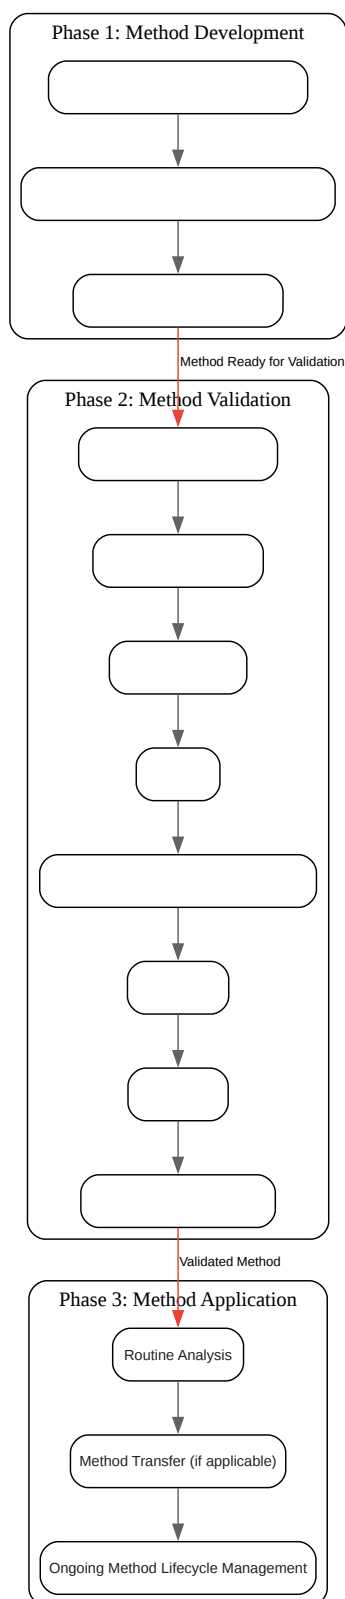 Phase 1: Method Development
Method Ready for Validation
Phase 2: Method Validation
Validated Method
Phase 3: Method Application
Routine Analysis
Method Transfer (if applicable)
Ongoing Method Lifecycle Management